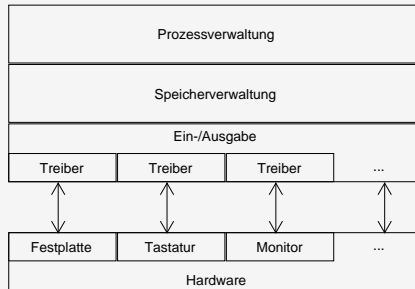 Prozessverwaltung
Speicherverwaltung
Ein-/Ausgabe
Treiber Treiber Treiber ...
Festplatte Tastatur Monitor ...
Hardware